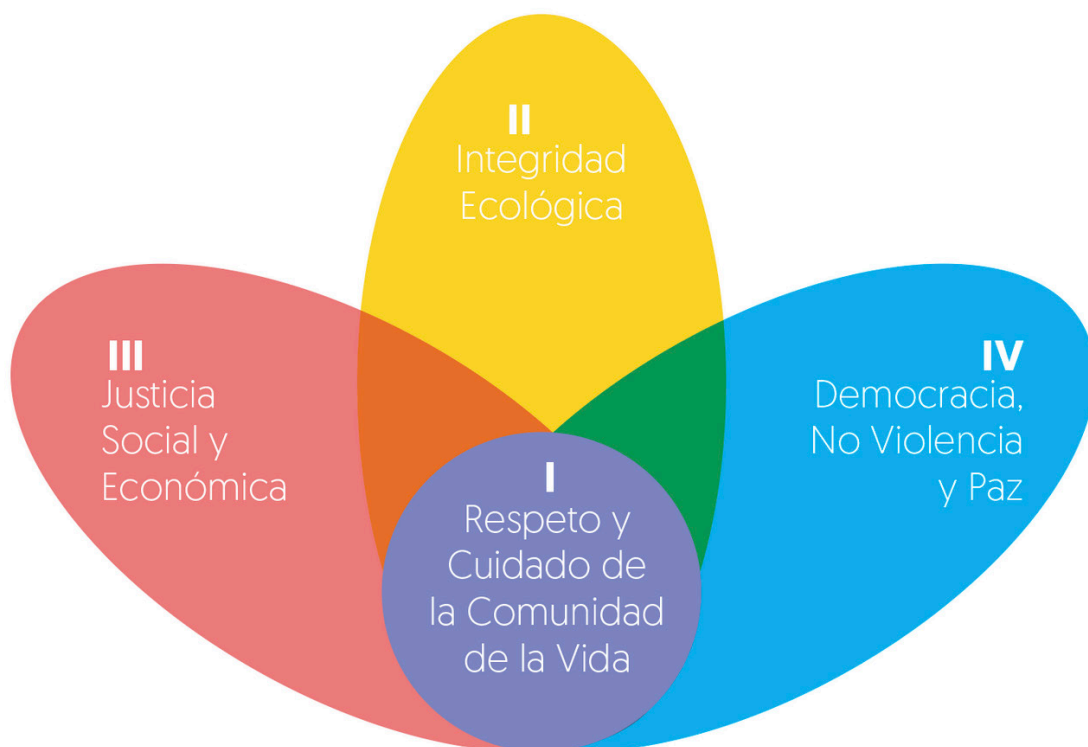 II
Integridad
Ecológica
III
Justicia
Social y
Económica
IV
Democracia,
No Violencia
y Paz
I
Respeto y
Cuidado de
la Comunidad
de la Vida